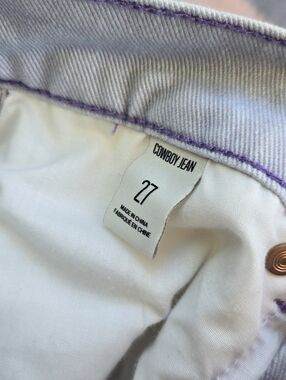 COWBOY JEAN
27
MADE IN CHINA
FABRIQUÉ EN CHINE